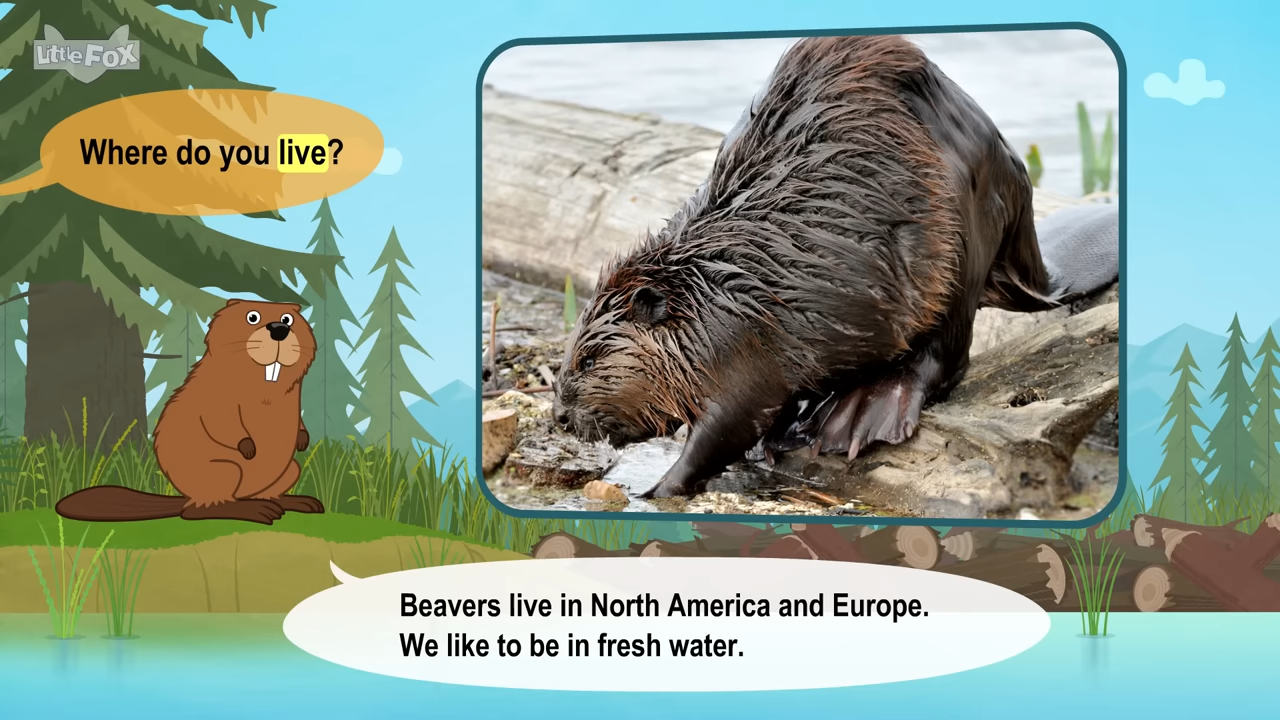 Little Fox
Where do you live?
Beavers live in North America and Europe.
We like to be in fresh water.